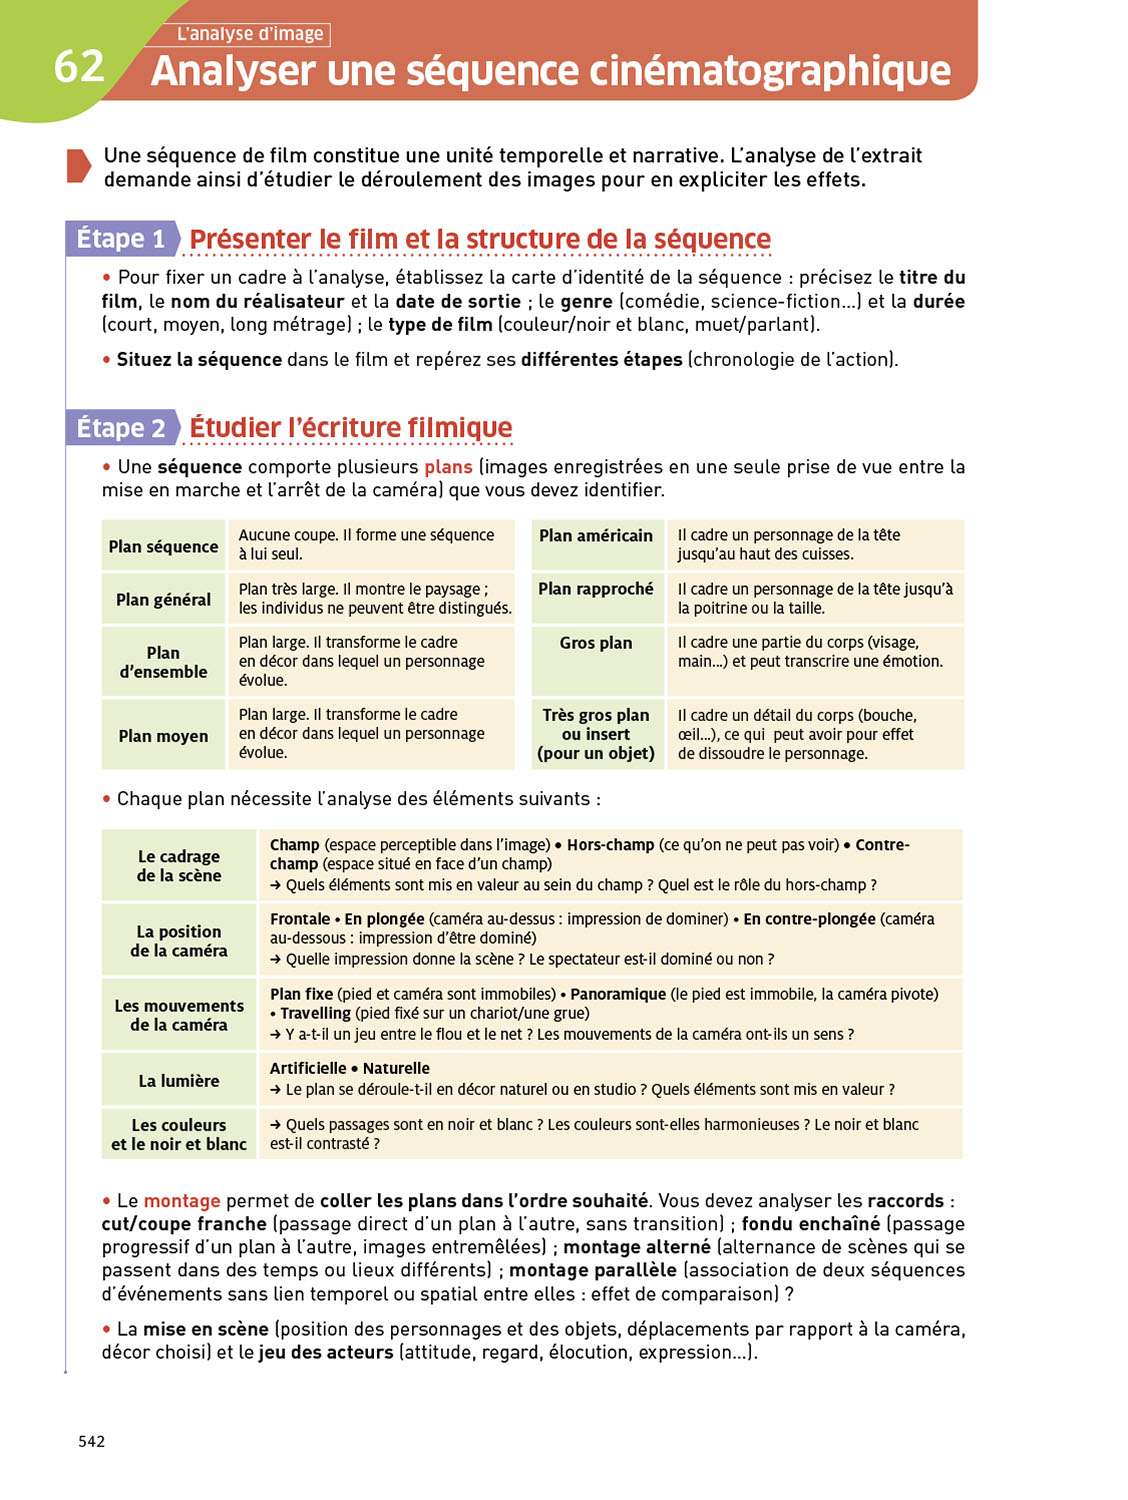 L'analyse d'image
62
Analyser une séquence cinématographique
Une séquence de film constitue une unité temporelle et narrative. L'analyse de l'extrait
demande ainsi d'étudier le déroulement des images pour en expliciter les effets.
Étape 1 Présenter le film et la structure de la séquence
• Pour fixer un cadre à l'analyse, établissez la carte d'identité de la séquence : précisez le titre du
film, le nom du réalisateur et la date de sortie ; le genre (comédie, science-fiction...) et la durée
(court, moyen, long métrage) ; le type de film (couleur/noir et blanc, muet/parlant).
• Situez la séquence dans le film et repérez ses différentes étapes (chronologie de l'action).
Étape 2 Étudier l'écriture filmique
• Une séquence comporte plusieurs plans (images enregistrées en une seule prise de vue entre la
mise en marche et l'arrêt de la caméra) que vous devez identifier.
Plan séquence
Aucune coupe. Il forme une séquence
à lui seul.
Plan général
Plan très large. Il montre le paysage ;
les individus ne peuvent être distingués.
Plan
d'ensemble
Plan large. Il transforme le cadre
en décor dans lequel un personnage
évolue.
Plan moyen
Plan large. Il transforme le cadre
en décor dans lequel un personnage
évolue.
Plan américain
Il cadre un personnage de la tête
jusqu'au haut des cuisses.
Plan rapproché
Il cadre un personnage de la tête jusqu'à
la poitrine ou la taille.
Gros plan
Il cadre une partie du corps (visage,
main...) et peut transcrire une émotion.
Très gros plan
ou insert
(pour un objet)
Il cadre un détail du corps (bouche,
œil...), ce qui peut avoir pour effet
de dissoudre le personnage.
• Chaque plan nécessite l'analyse des éléments suivants :
Le cadrage
de la scène
Champ (espace perceptible dans l'image) • Hors-champ (ce qu'on ne peut pas voir) • Contre-
champ (espace situé en face d'un champ)
→ Quels éléments sont mis en valeur au sein du champ ? Quel est le rôle du hors-champ ?
La position
de la caméra
Frontale • En plongée (caméra au-dessus : impression de dominer) • En contre-plongée (caméra
au-dessous : impression d'être dominé)
→ Quelle impression donne la scène ? Le spectateur est-il dominé ou non ?
Les mouvements
de la caméra
Plan fixe (pied et caméra sont immobiles) • Panoramique (le pied est immobile, la caméra pivote)
• Travelling (pied fixé sur un chariot/une grue)
→ Y a-t-il un jeu entre le flou et le net ? Les mouvements de la caméra ont-ils un sens ?
La lumière
Artificielle • Naturelle
→ Le plan se déroule-t-il en décor naturel ou en studio ? Quels éléments sont mis en valeur ?
Les couleurs
et le noir et blanc
→ Quels passages sont en noir et blanc ? Les couleurs sont-elles harmonieuses ? Le noir et blanc
est-il contrasté ?
• Le montage permet de coller les plans dans l'ordre souhaité. Vous devez analyser les raccords :
cut/coupe franche (passage direct d'un plan à l'autre, sans transition) ; fondu enchaîné (passage
progressif d'un plan à l'autre, images entremêlées) ; montage alterné (alternance de scènes qui se
passent dans des temps ou lieux différents) ; montage parallèle (association de deux séquences
d'événements sans lien temporel ou spatial entre elles : effet de comparaison) ?
• La mise en scène (position des personnages et des objets, déplacements par rapport à la caméra,
décor choisi) et le jeu des acteurs (attitude, regard, élocution, expression...).
542